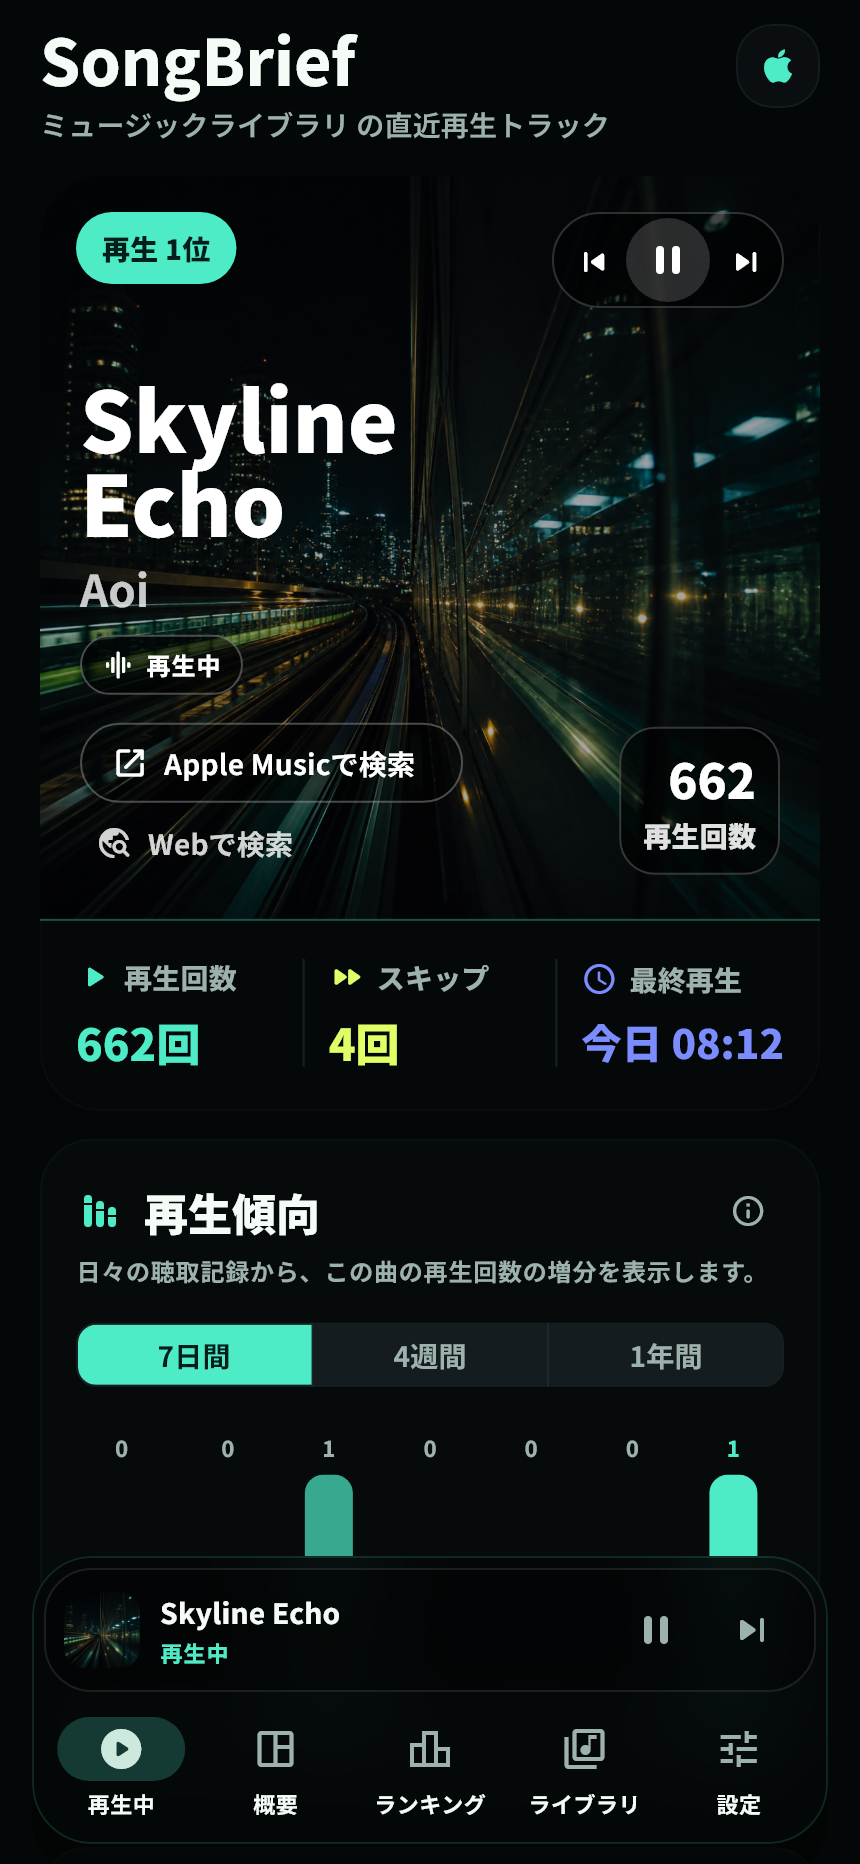 SongBrief
ミュージックライブラリ の直近再生トラック
再生 1位
Skyline
Echo
Aoi
再生中
Apple Musicで検索
Webで検索
662
再生回数
再生回数
スキップ
最終再生
662回
4回
今日 08:12
再生傾向
日々の聴取記録から、この曲の再生回数の増分を表示します。
7日間
4週間
1年間
0 0 1 0 0 0 1
Skyline Echo
再生中
再生中
概要
ランキング
ライブラリ
設定